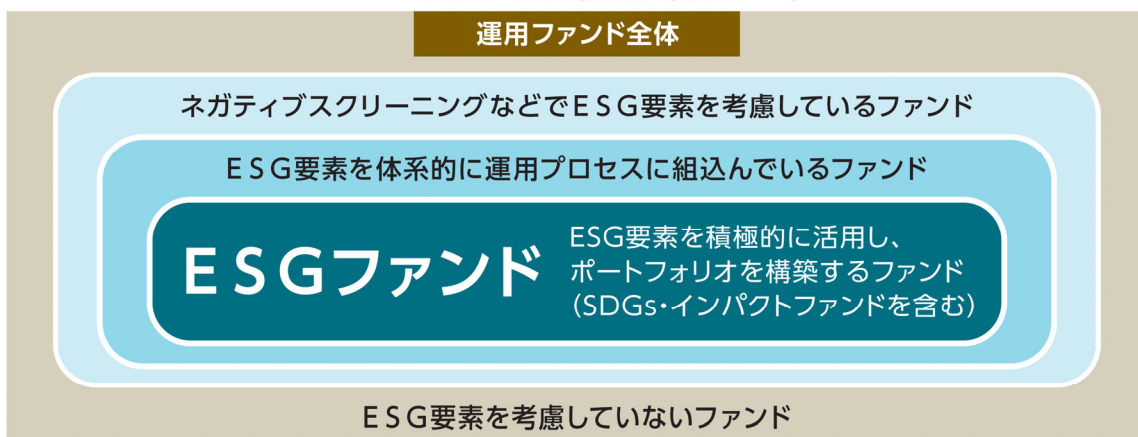 運用ファンド全体
ネガティブスクリーニングなどでESG要素を考慮しているファンド
ESG要素を体系的に運用プロセスに組込んでいるファンド
ESGファンド
ESG要素を積極的に活用し、
ポートフォリオを構築するファンド
(SDGs・インパクトファンドを含む)
ESG要素を考慮していないファンド